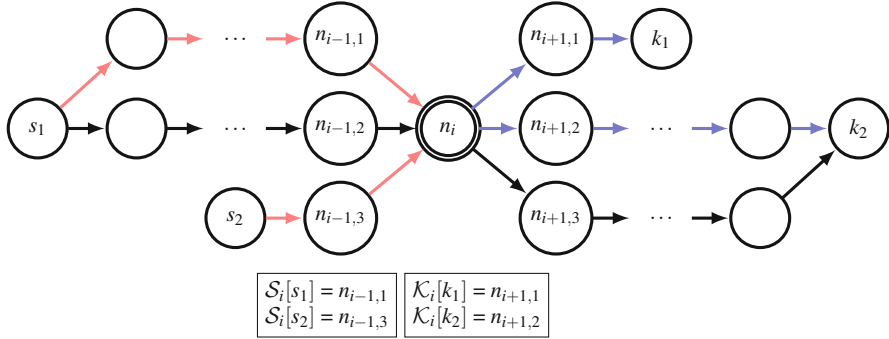 n_{i−1,1} n_{i+1,1} k_1
⋯ ⋯
s_1 n_{i−1,2} n_i n_{i+1,2} k_2
⋯ ⋯
s_2 n_{i−1,3} n_{i+1,3}
⋯
𝒮_i[s_1] = n_{i−1,1}
𝒮_i[s_2] = n_{i−1,3}
𝒦_i[k_1] = n_{i+1,1}
𝒦_i[k_2] = n_{i+1,2}